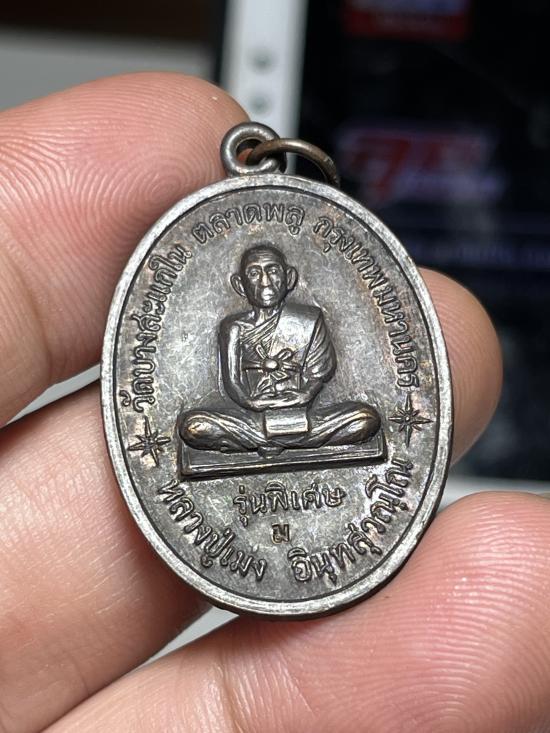 วัดบางสะแกใน ตลาดพลู กรุงเทพมหานคร
รุ่นพิเศษ
ม
หลวงปู่เม่ง อินฺทสุวณฺโณ